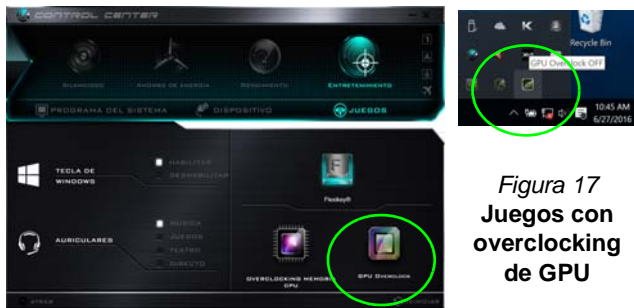 CONTROL CENTER
SILENCIOSO
AHORRO DE ENERGÍA
RENDIMIENTO
ENTRETENIMIENTO
PROGRAMA DEL SISTEMA
DISPOSITIVO
JUEGOS
TECLA DE
WINDOWS
HABILITAR
DESHABILITAR
AURICULARES
MUSICA
JUEGOS
TEATRO
DIRECTO
Flexikey®
OVERCLOCKING MEMORIA
CPU
GPU Overclock
ATRÁS
Recycle Bin
GPU Overclock OFF
10:45 AM
6/27/2016
Figura 17
Juegos con
overclocking
de GPU